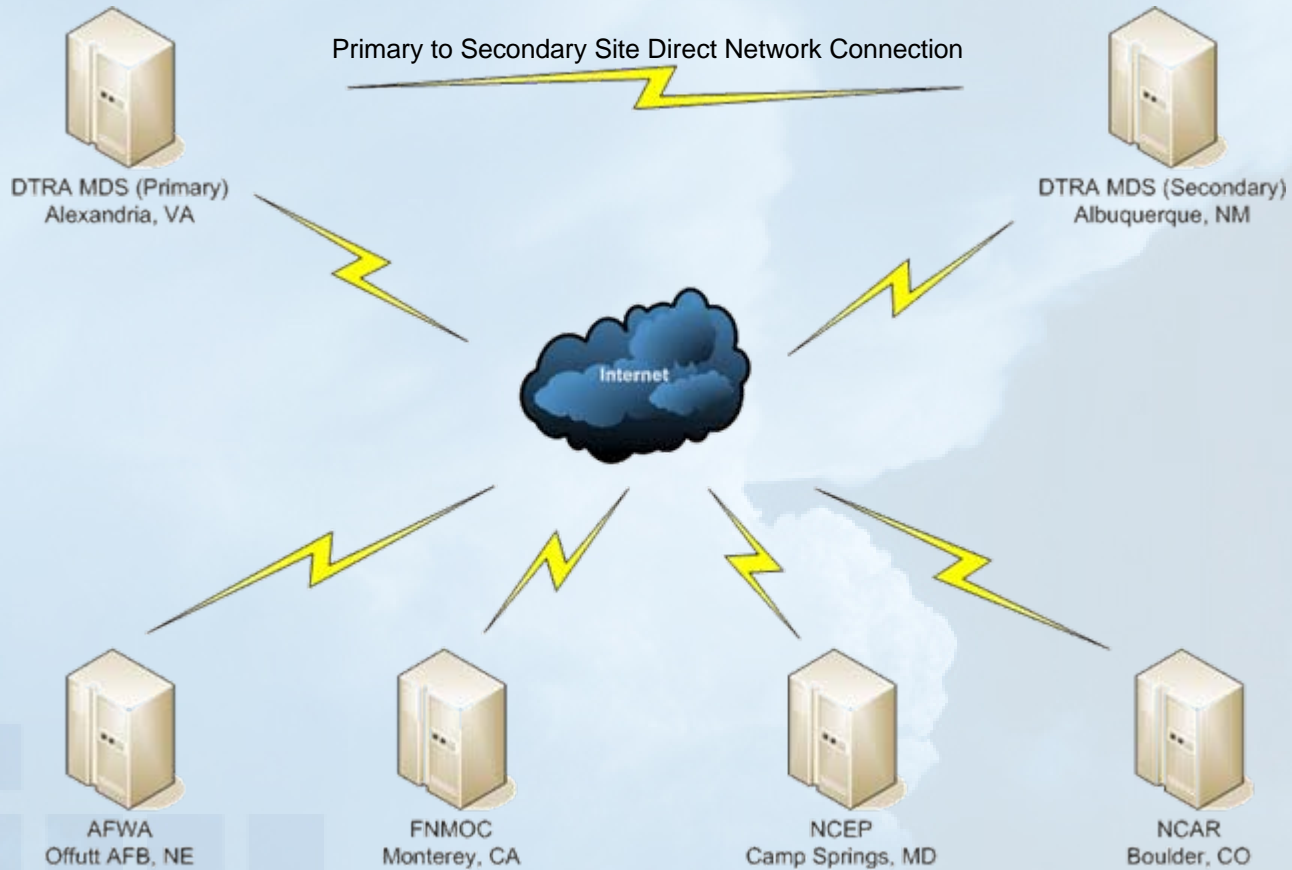 Primary to Secondary Site Direct Network Connection
DTRA MDS (Primary)
Alexandria, VA
DTRA MDS (Secondary)
Albuquerque, NM
Internet
AFWA
Offutt AFB, NE
FNMOC
Monterey, CA
NCEP
Camp Springs, MD
NCAR
Boulder, CO